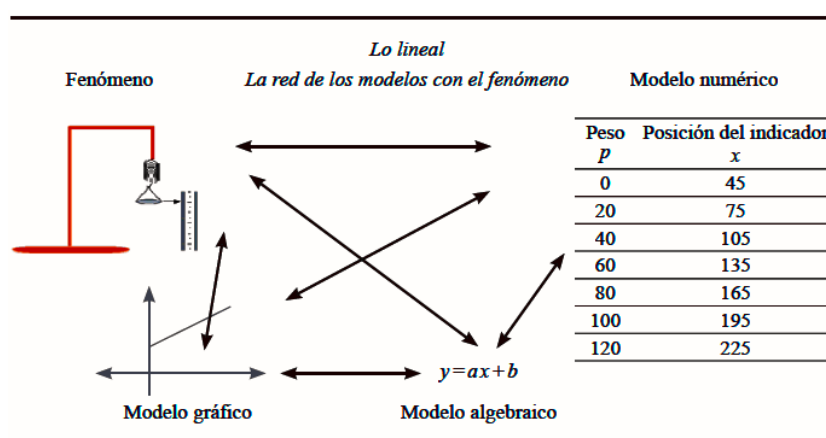 Lo lineal
Fenómeno La red de los modelos con el fenómeno Modelo numérico
Peso Posición del indicador
p x
0 45
20 75
40 105
60 135
80 165
100 195
120 225
y=ax+b
Modelo gráfico Modelo algebraico